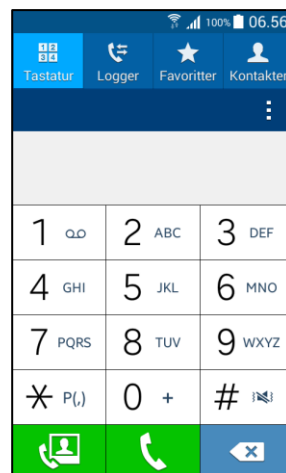 100% 06.56
Tastatur Logger Favoritter Kontakter
1 2 ABC 3 DEF
4 GHI 5 JKL 6 MNO
7 PQRS 8 TUV 9 WXYZ
* P(,) 0 + #